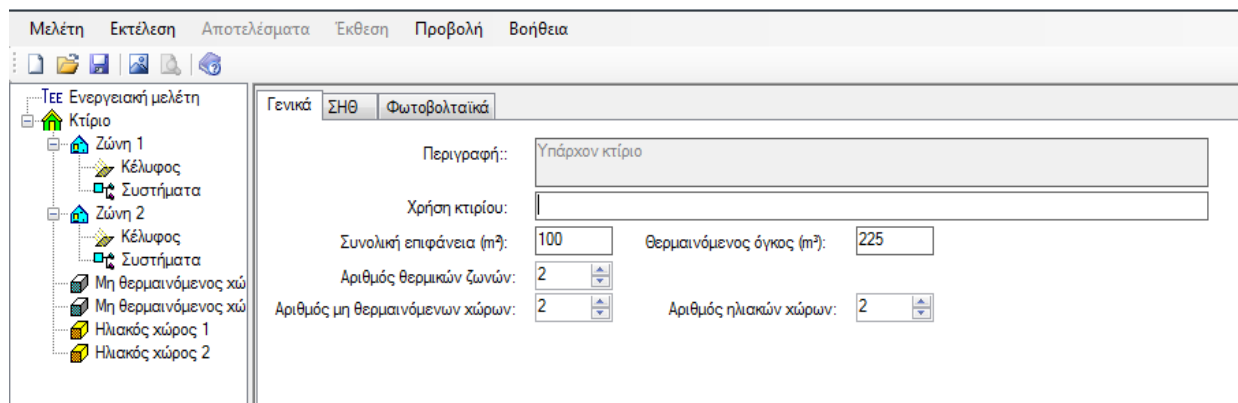 Μελέτη Εκτέλεση Αποτελέσματα Έκθεση Προβολή Βοήθεια
TEE Ενεργειακή μελέτη
Κτίριο
Ζώνη 1
Κέλυφος
Συστήματα
Ζώνη 2
Κέλυφος
Συστήματα
Μη θερμαινόμενος χώ
Μη θερμαινόμενος χώ
Ηλιακός χώρος 1
Ηλιακός χώρος 2
Γενικά ΣΗΘ Φωτοβολταϊκά
Περιγραφή:: Υπάρχον κτίριο
Χρήση κτιρίου:
Συνολική επιφάνεια (m²): 100 Θερμαινόμενος όγκος (m³): 225
Αριθμός θερμικών ζωνών: 2
Αριθμός μη θερμαινόμενων χώρων: 2 Αριθμός ηλιακών χώρων: 2